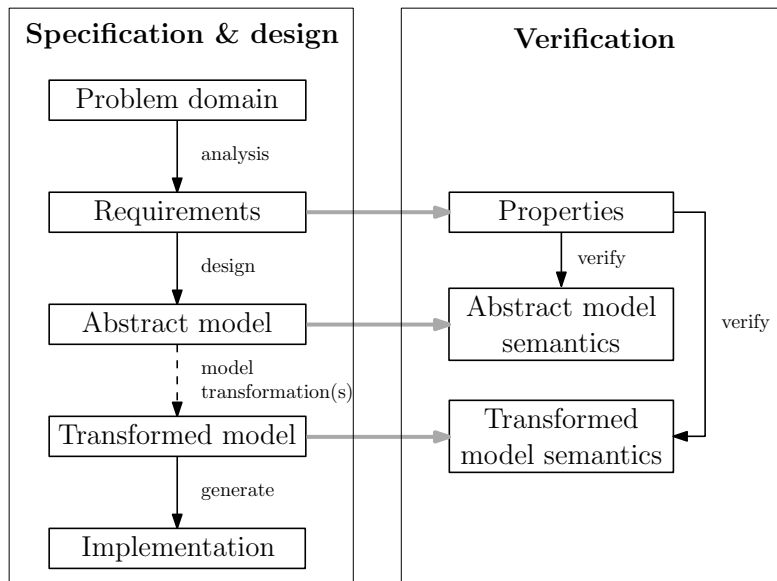 Specification & design
Problem domain
analysis
Requirements
design
Abstract model
model
transformation(s)
Transformed model
generate
Implementation
Verification
Properties
verify
Abstract model
semantics
verify
Transformed
model semantics